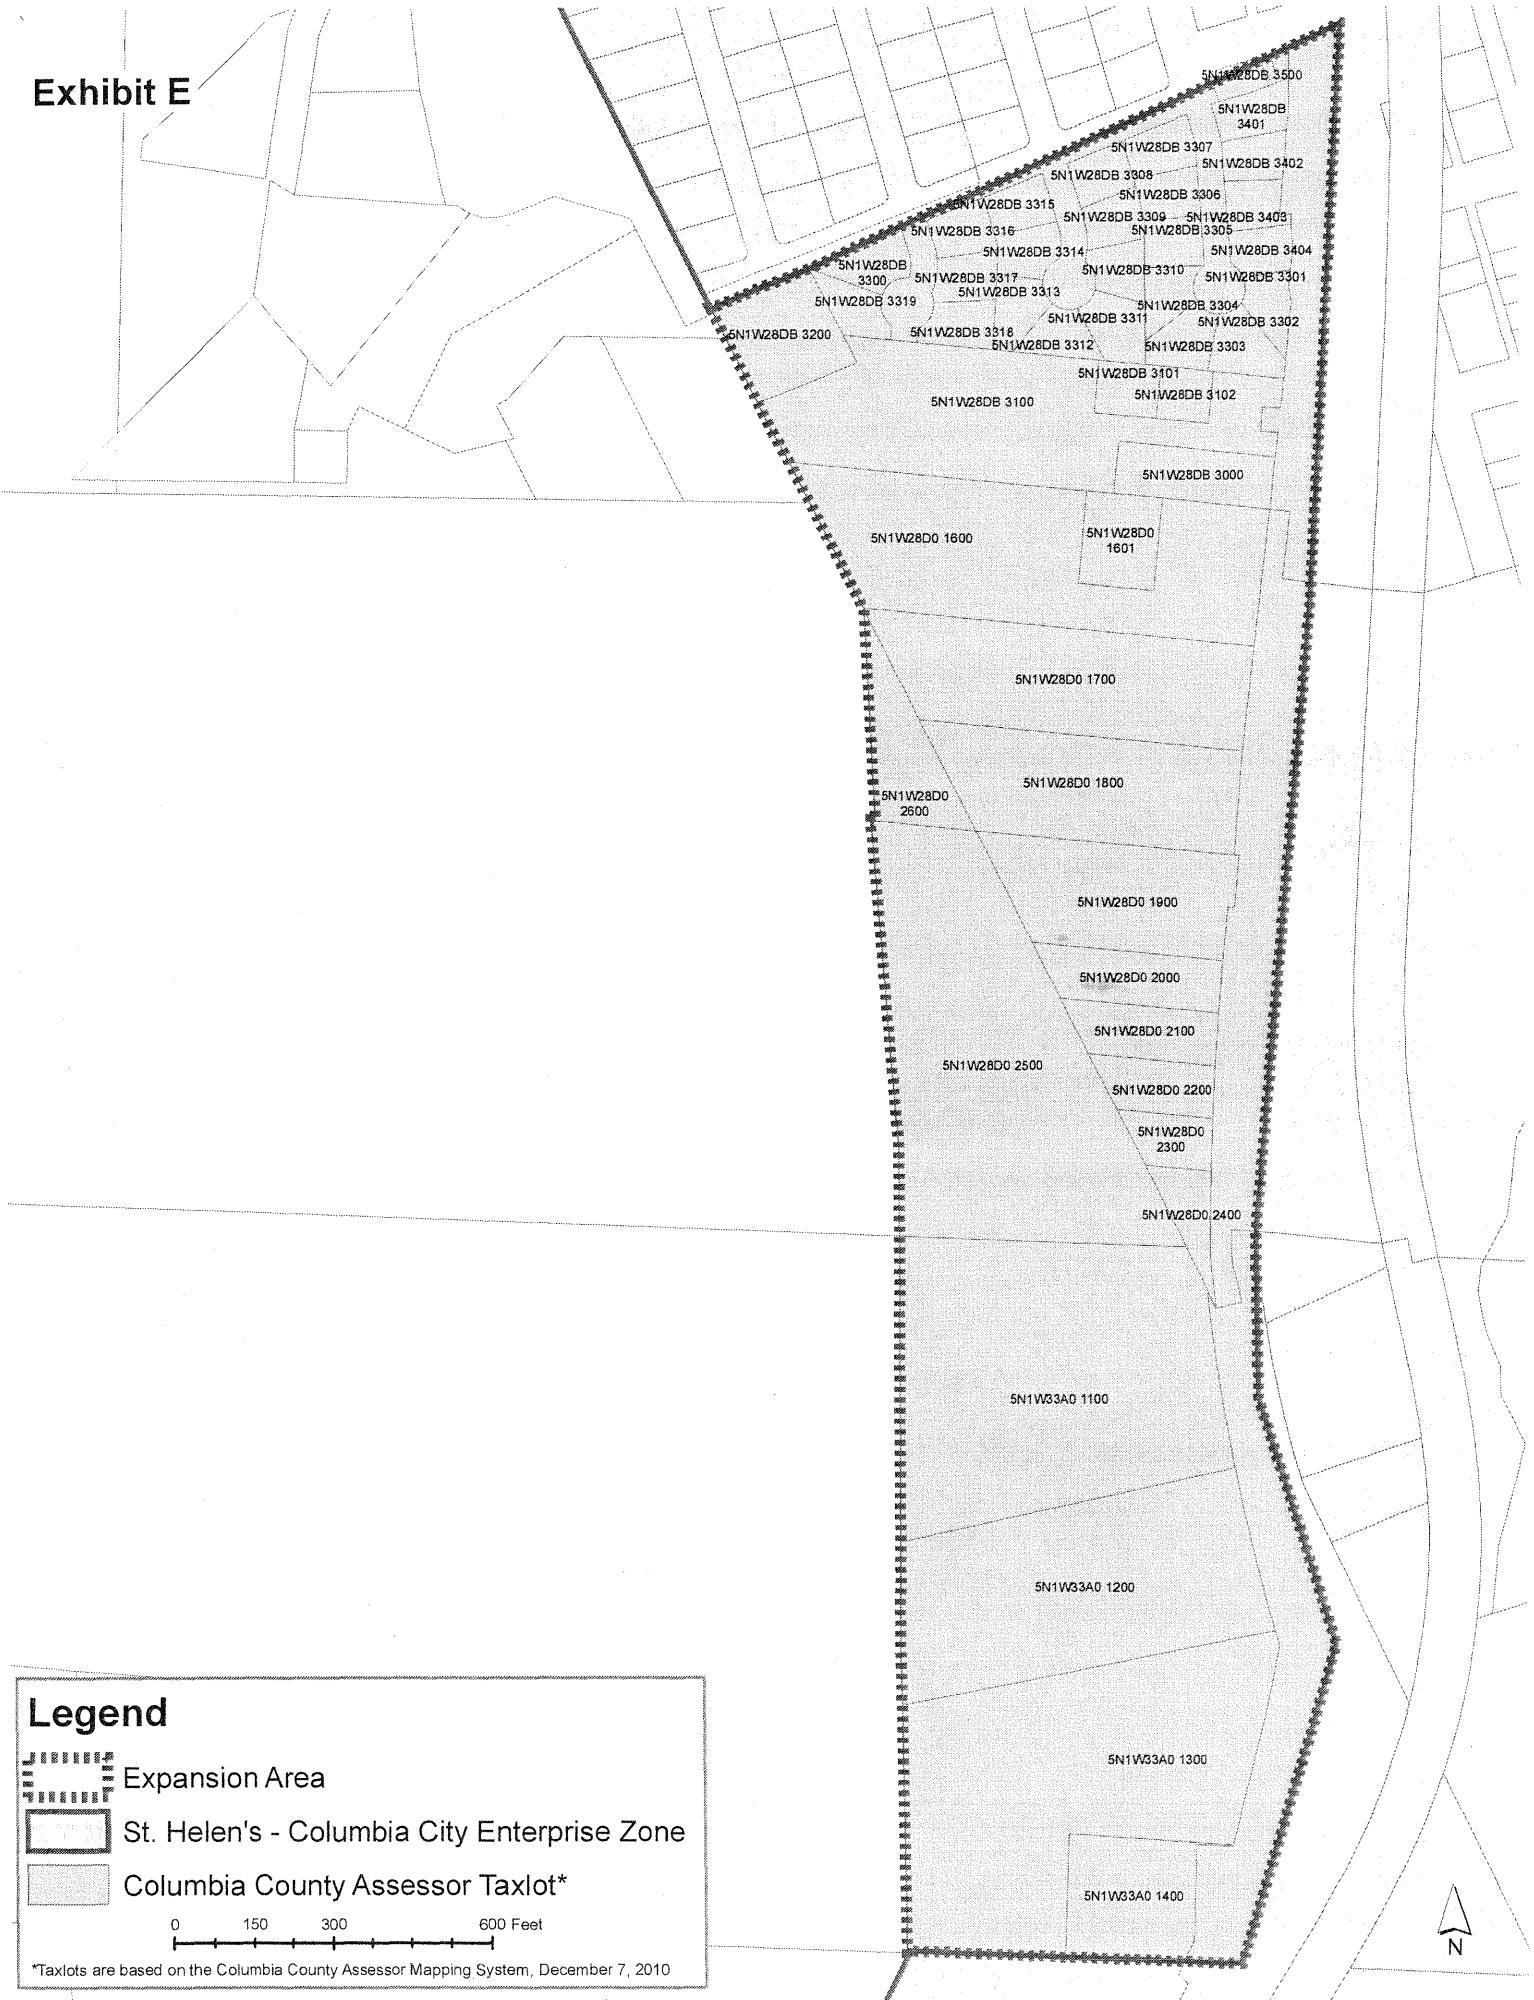 Exhibit E
5N1W28DB 3500
5N1W28DB
3401
5N1W28DB 3307
5N1W28DB 3402
5N1W28DB 3308
5N1W28DB 3306
5N1W28DB 3315
5N1W28DB 3309
5N1W28DB 3403
5N1W28DB 3316
5N1W28DB 3305
5N1W28DB 3314
5N1W28DB 3404
5N1W28DB
3300
5N1W28DB 3310
5N1W28DB 3317
5N1W28DB 3301
5N1W28DB 3313
5N1W28DB 3319
5N1W28DB 3304
5N1W28DB 3311
5N1W28DB 3302
5N1W28DB 3200
5N1W28DB 3318
5N1W28DB 3312
5N1W28DB 3303
5N1W28DB 3101
5N1W28DB 3102
5N1W28DB 3100
5N1W28DB 3000
5N1W28D0 1600
5N1W28D0
1601
5N1W28D0 1700
5N1W28D0 1800
5N1W28D0
2600
5N1W28D0 1900
5N1W28D0 2000
5N1W28D0 2100
5N1W28D0 2500
5N1W28D0 2200
5N1W28D0
2300
5N1W28D0 2400
5N1W33A0 1100
5N1W33A0 1200
5N1W33A0 1300
5N1W33A0 1400
Legend
Expansion Area
St. Helen's - Columbia City Enterprise Zone
Columbia County Assessor Taxlot*
0 150 300 600 Feet
*Taxlots are based on the Columbia County Assessor Mapping System, December 7, 2010
N